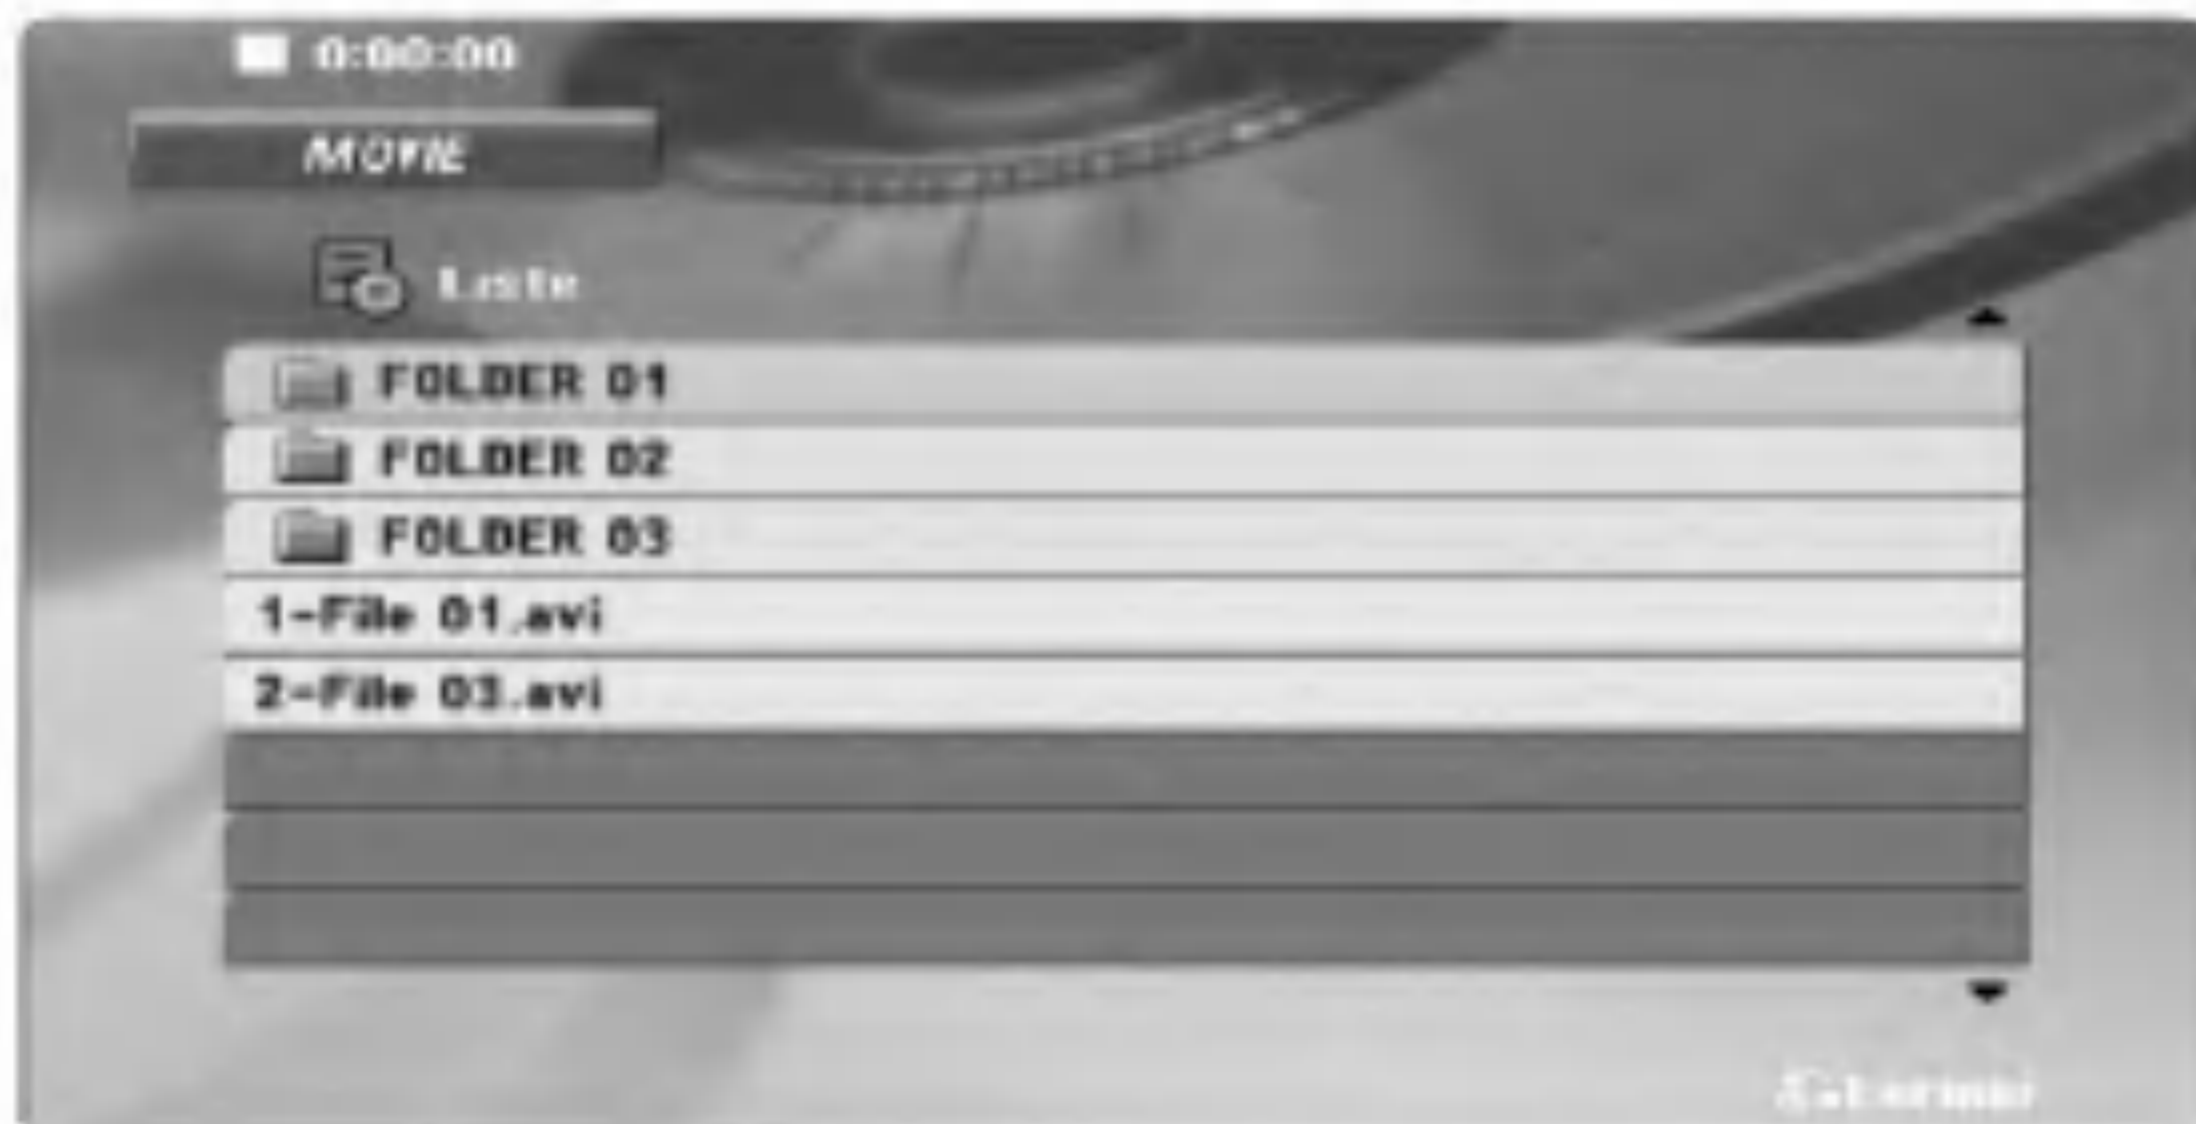 0:00:00
MOVIE
Liste
FOLDER 01
FOLDER 02
FOLDER 03
1-File 01.avi
2-File 03.avi